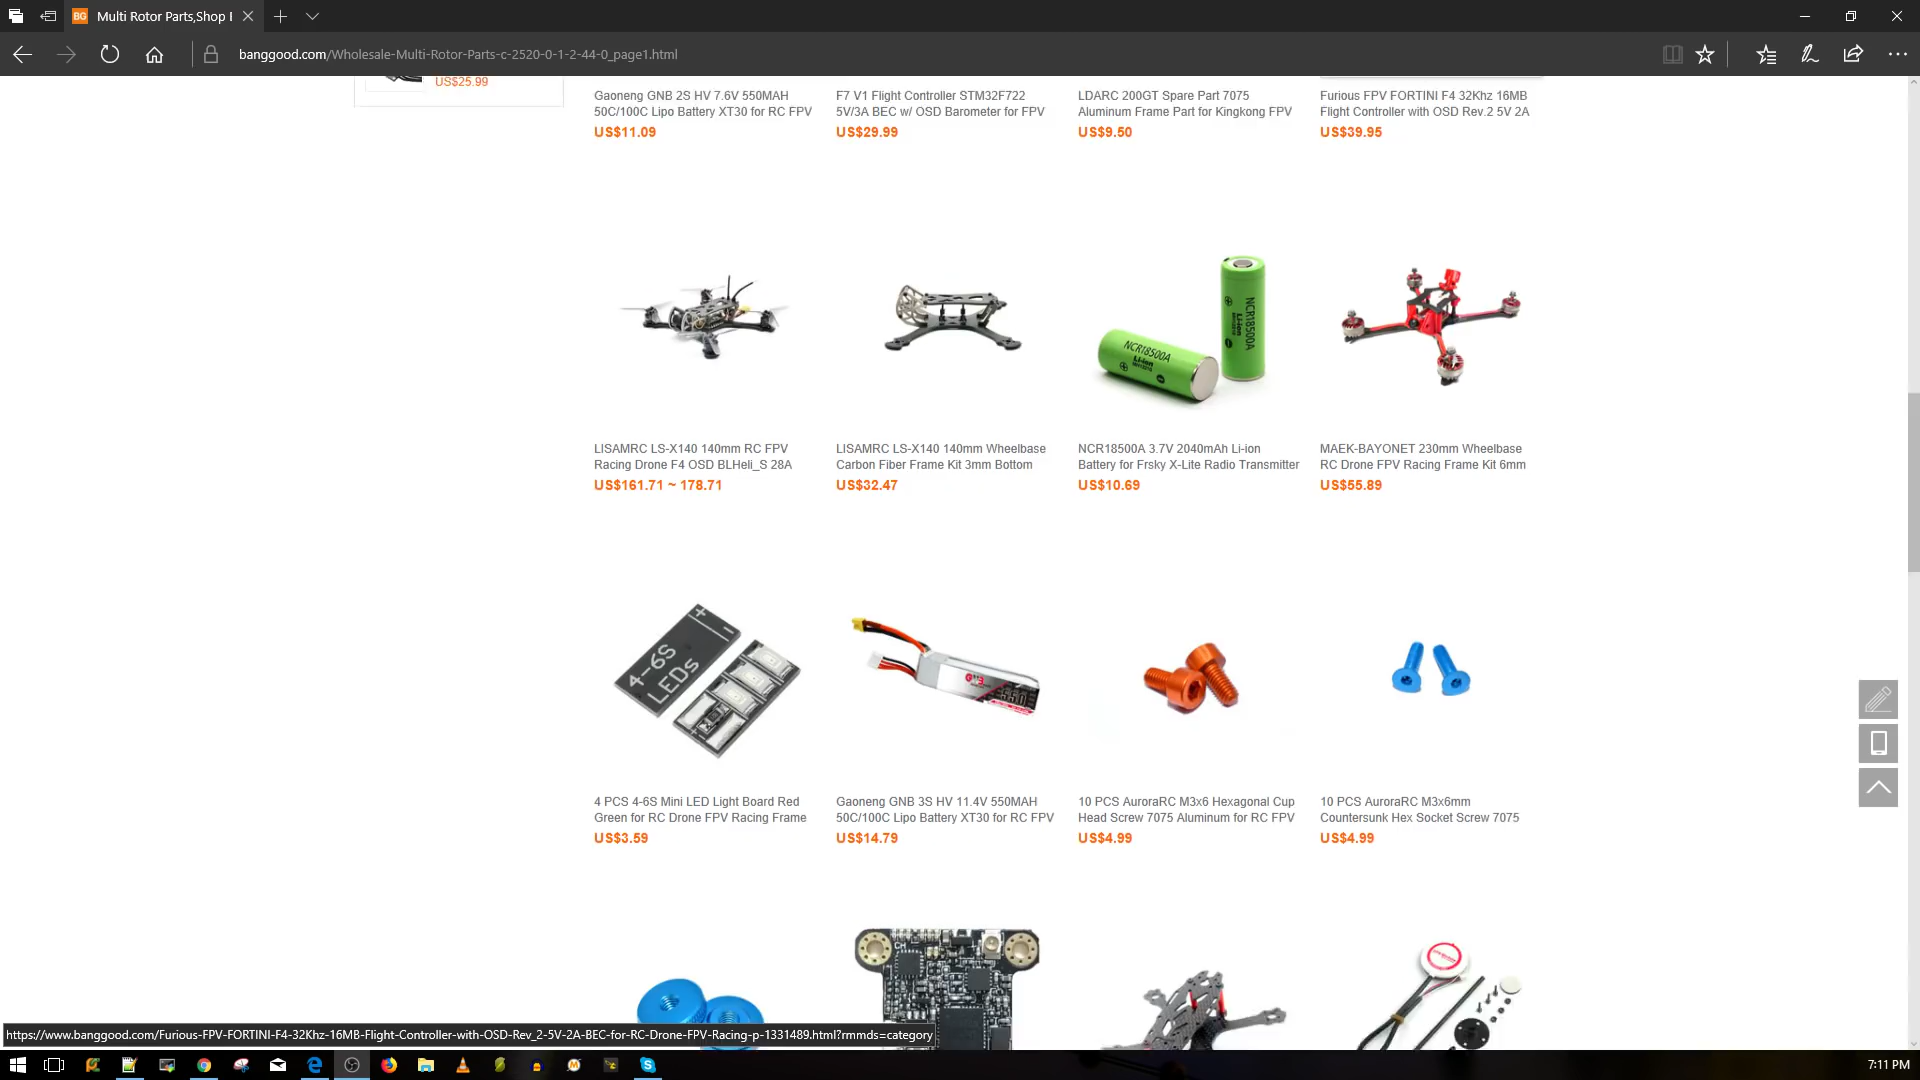 Multi Rotor Parts,Shop
banggood.com/Wholesale-Multi-Rotor-Parts-c-2520-0-1-2-44-0_page1.html
US$25.99
Gaoneng GNB 2S HV 7.6V 550MAH
50C/100C Lipo Battery XT30 for RC FPV
US$11.09
F7 V1 Flight Controller STM32F722
5V/3A BEC w/ OSD Barometer for FPV
US$29.99
LDARC 200GT Spare Part 7075
Aluminum Frame Part for Kingkong FPV
US$9.50
Furious FPV FORTINI F4 32Khz 16MB
Flight Controller with OSD Rev.2 5V 2A
US$39.95
NCR18500A
Li-ion
NCR18500A
Li-ion
LISAMRC LS-X140 140mm RC FPV
Racing Drone F4 OSD BLHeli_S 28A
US$161.71 ~ 178.71
LISAMRC LS-X140 140mm Wheelbase
Carbon Fiber Frame Kit 3mm Bottom
US$32.47
NCR18500A 3.7V 2040mAh Li-ion
Battery for Frsky X-Lite Radio Transmitter
US$10.69
MAEK-BAYONET 230mm Wheelbase
RC Drone FPV Racing Frame Kit 6mm
US$55.89
4-6S
LEDs
GNB
550
4 PCS 4-6S Mini LED Light Board Red
Green for RC Drone FPV Racing Frame
US$3.59
Gaoneng GNB 3S HV 11.4V 550MAH
50C/100C Lipo Battery XT30 for RC FPV
US$14.79
10 PCS AuroraRC M3x6 Hexagonal Cup
Head Screw 7075 Aluminum for RC FPV
US$4.99
10 PCS AuroraRC M3x6mm
Countersunk Hex Socket Screw 7075
US$4.99
CH
https://www.banggood.com/Furious-FPV-FORTINI-F4-32Khz-16MB-Flight-Controller-with-OSD-Rev_2-5V-2A-BEC-for-RC-Drone-FPV-Racing-p-1331489.html?rmmds=category
7:11 PM